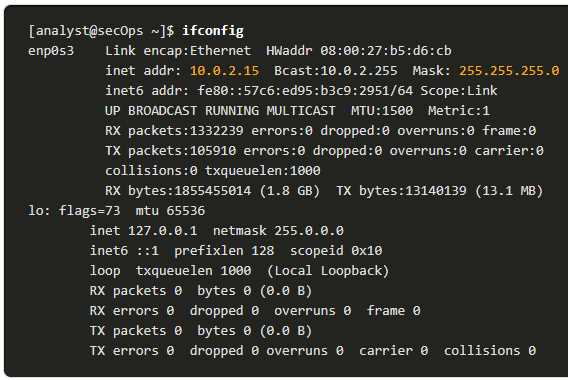 [analyst@secOps ~]$ ifconfig
enp0s3 Link encap:Ethernet HWaddr 08:00:27:b5:d6:cb
inet addr: 10.0.2.15 Bcast:10.0.2.255 Mask: 255.255.255.0
inet6 addr: fe80::57c6:ed95:b3c9:2951/64 Scope:Link
UP BROADCAST RUNNING MULTICAST MTU:1500 Metric:1
RX packets:1332239 errors:0 dropped:0 overruns:0 frame:0
TX packets:105910 errors:0 dropped:0 overruns:0 carrier:0
collisions:0 txqueuelen:1000
RX bytes:1855455014 (1.8 GB) TX bytes:13140139 (13.1 MB)
lo: flags=73 mtu 65536
inet 127.0.0.1 netmask 255.0.0.0
inet6 ::1 prefixlen 128 scopeid 0x10
loop txqueuelen 1000 (Local Loopback)
RX packets 0 bytes 0 (0.0 B)
RX errors 0 dropped 0 overruns 0 frame 0
TX packets 0 bytes 0 (0.0 B)
TX errors 0 dropped 0 overruns 0 carrier 0 collisions 0